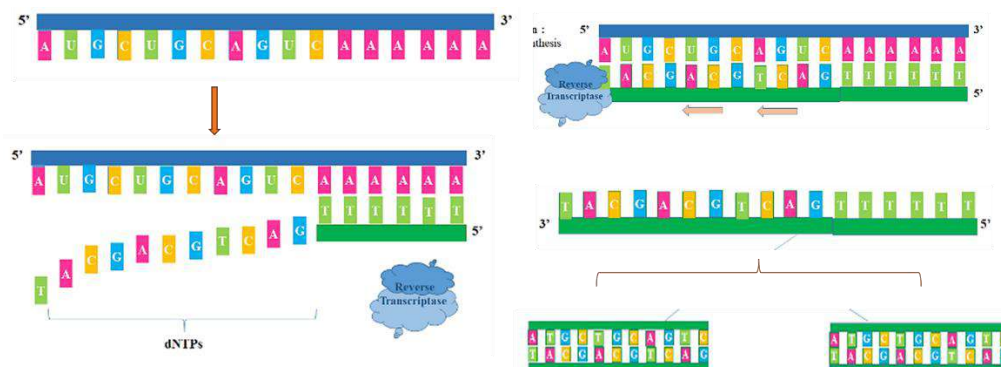 5’ 3’
A U G C U G C A G U C A A A A A A
5’ 3’
A U G C U G C A G U C A A A A A A
T T T T T T
5’
T A C G A C G T C A G
Reverse
Transcriptase
dNTPs
n :
thesis
5’ 3’
A U G C U G C A G U C A A A A A A
A C G A C G T C A G T T T T T T
Reverse
Transcriptase
5’
T A C G A C G T C A G T T T T T T
3’ 5’
A T G C T G C A G T C
T A C G A C G T C A G
A T G C T G C A G T
T A C G A C G T C A